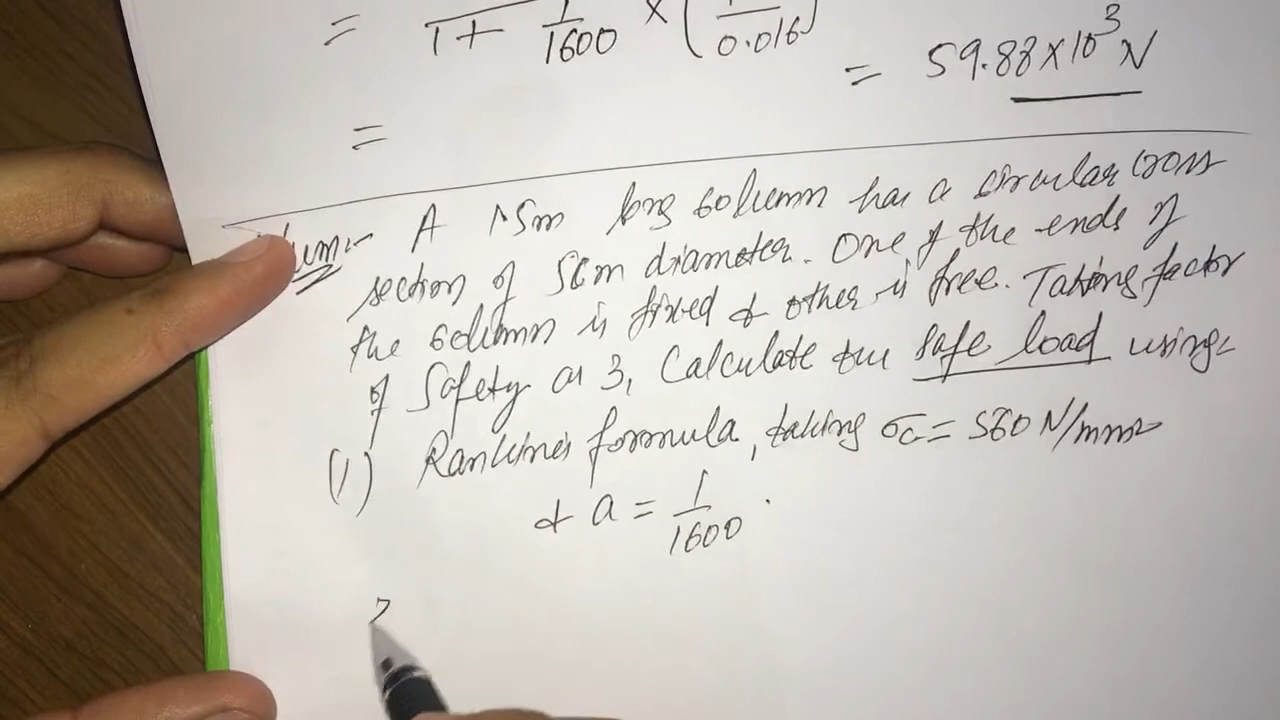 = 1 + 1/1600 × ( 1/0.016 )
= 59.88×10³ N
=
A 1.5m long column has a circular cross
section of 5cm diameter. One of the ends of
the column is fixed & other is free. Taking factor
of Safety as 3, Calculate the safe load using:-
(1) Rankine's formula, taking σc = 560 N/mm²
& a = 1/1600 .